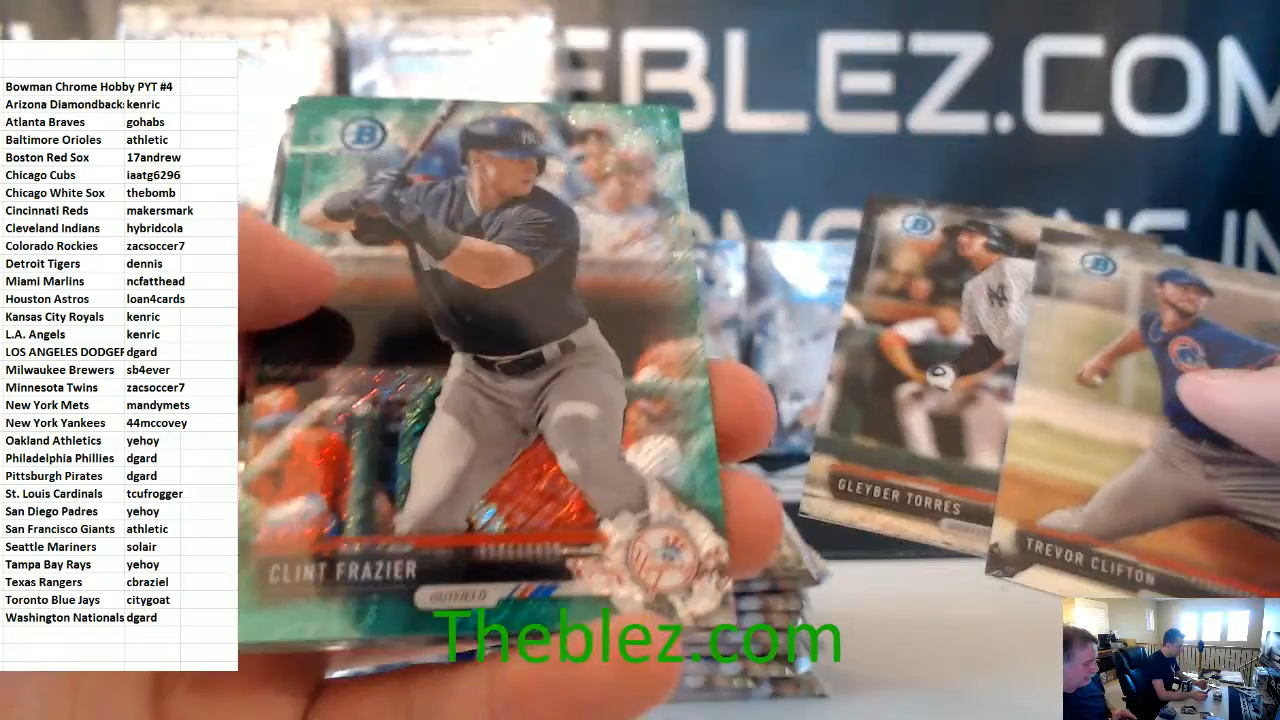 Bowman Chrome Hobby PYT #4
Arizona Diamondback kenric
Atlanta Braves gohabs
Baltimore Orioles athletic
Boston Red Sox 17andrew
Chicago Cubs iaatg6296
Chicago White Sox thebomb
Cincinnati Reds makersmark
Cleveland Indians hybridcola
Colorado Rockies zacsoccer7
Detroit Tigers dennis
Miami Marlins ncfatthead
Houston Astros loan4cards
Kansas City Royals kenric
L.A. Angels kenric
LOS ANGELES DODGEF dgard
Milwaukee Brewers sb4ever
Minnesota Twins zacsoccer7
New York Mets mandymets
New York Yankees 44mccovey
Oakland Athletics yehoy
Philadelphia Phillies dgard
Pittsburgh Pirates dgard
St. Louis Cardinals tcufrogger
San Diego Padres yehoy
San Francisco Giants athletic
Seattle Mariners solair
Tampa Bay Rays yehoy
Texas Rangers cbraziel
Toronto Blue Jays citygoat
Washington Nationals dgard
EBLEZ.COM
B
CLINT FRAZIER
OUTFIELD
B
GLEYBER TORRES
B
TREVOR CLIFTON
Theblez.com